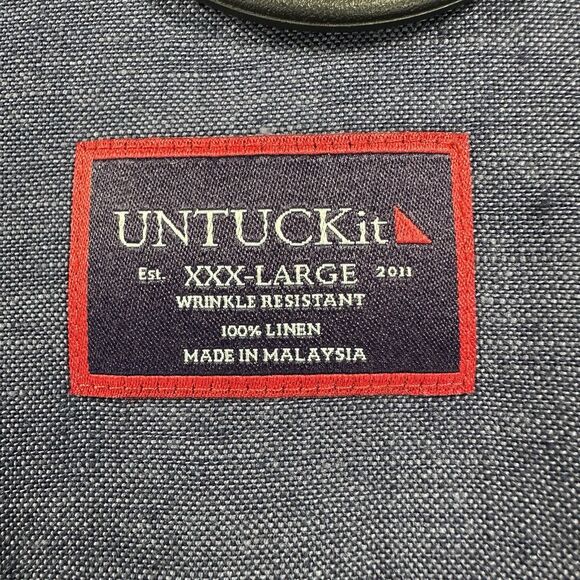 UNTUCKit
Est. XXX-LARGE 2011
WRINKLE RESISTANT
100% LINEN
MADE IN MALAYSIA